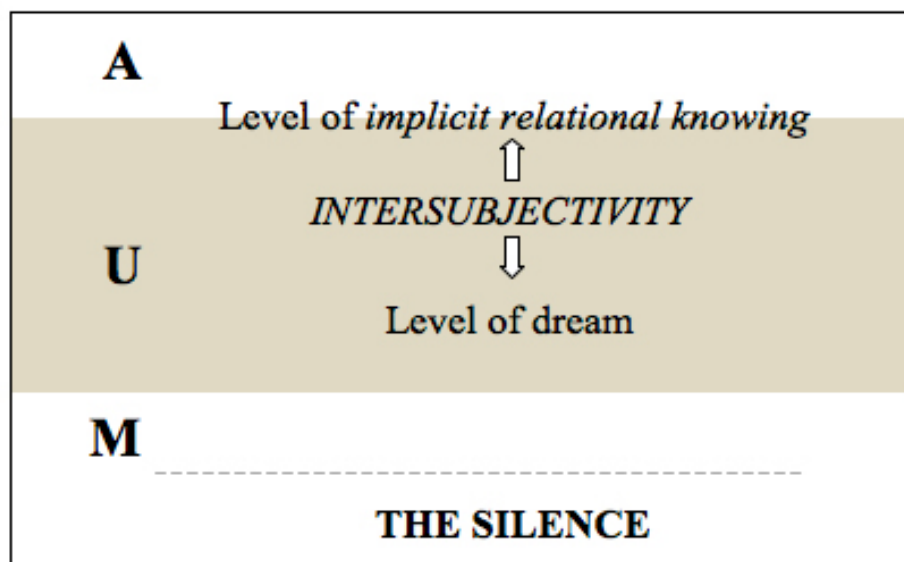 A
Level of implicit relational knowing
INTERSUBJECTIVITY
U
Level of dream
M
THE SILENCE